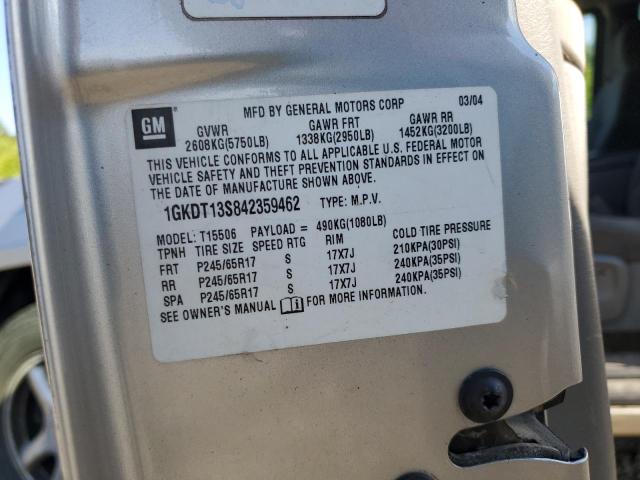 MFD BY GENERAL MOTORS CORP 03/04
GM
GVWR GAWR FRT GAWR RR
2608KG(5750LB) 1338KG(2950LB) 1452KG(3200LB)
THIS VEHICLE CONFORMS TO ALL APPLICABLE U.S. FEDERAL MOTOR
VEHICLE SAFETY AND THEFT PREVENTION STANDARDS IN EFFECT ON
THE DATE OF MANUFACTURE SHOWN ABOVE.
1GKDT13S842359462 TYPE: M.P.V.
MODEL: T15506 PAYLOAD = 490KG(1080LB)
TPNH TIRE SIZE SPEED RTG RIM COLD TIRE PRESSURE
FRT P245/65R17 S 17X7J 210KPA(30PSI)
RR P245/65R17 S 17X7J 240KPA(35PSI)
SPA P245/65R17 S 17X7J 240KPA(35PSI)
SEE OWNER'S MANUAL FOR MORE INFORMATION.